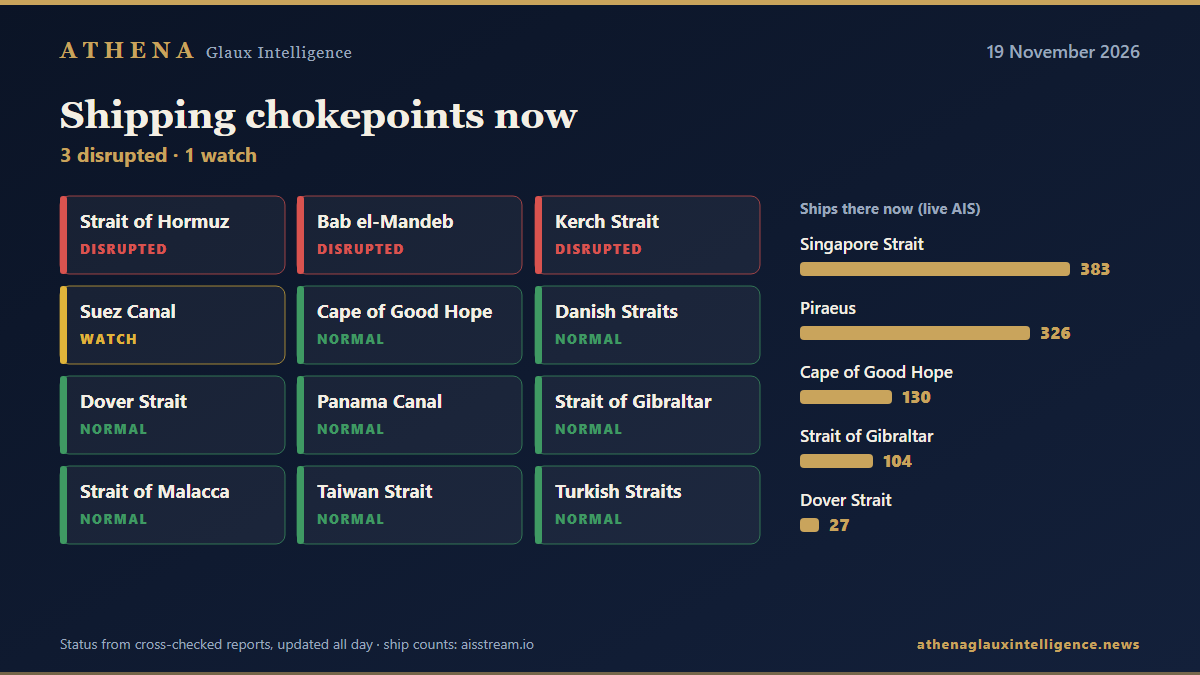 ATHENA Glaux Intelligence
19 November 2026
Shipping chokepoints now
3 disrupted · 1 watch
Strait of Hormuz
DISRUPTED
Bab el-Mandeb
DISRUPTED
Kerch Strait
DISRUPTED
Suez Canal
WATCH
Cape of Good Hope
NORMAL
Danish Straits
NORMAL
Dover Strait
NORMAL
Panama Canal
NORMAL
Strait of Gibraltar
NORMAL
Strait of Malacca
NORMAL
Taiwan Strait
NORMAL
Turkish Straits
NORMAL
Ships there now (live AIS)
Singapore Strait
383
Piraeus
326
Cape of Good Hope
130
Strait of Gibraltar
104
Dover Strait
27
Status from cross-checked reports, updated all day · ship counts: aisstream.io
athenaglauxintelligence.news